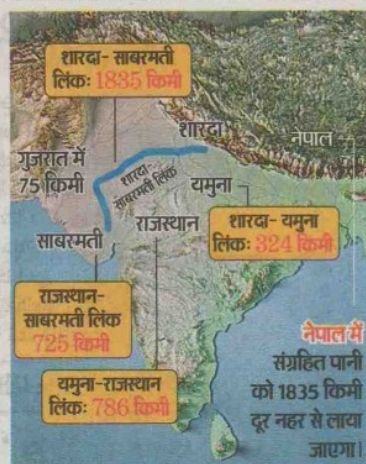 शारदा- साबरमती
लिंक: 1835 किमी
शारदा
नेपाल
गुजरात में
75 किमी
शारदा-
साबरमती लिंक
यमुना
साबरमती
राजस्थान
शारदा- यमुना
लिंक: 324 किमी
राजस्थान-
साबरमती लिंक
725 किमी
यमुना-राजस्थान
लिंक: 786 किमी
नेपाल में
संग्रहित पानी
को 1835 किमी
दूर नहर से लाया
जाएगा।